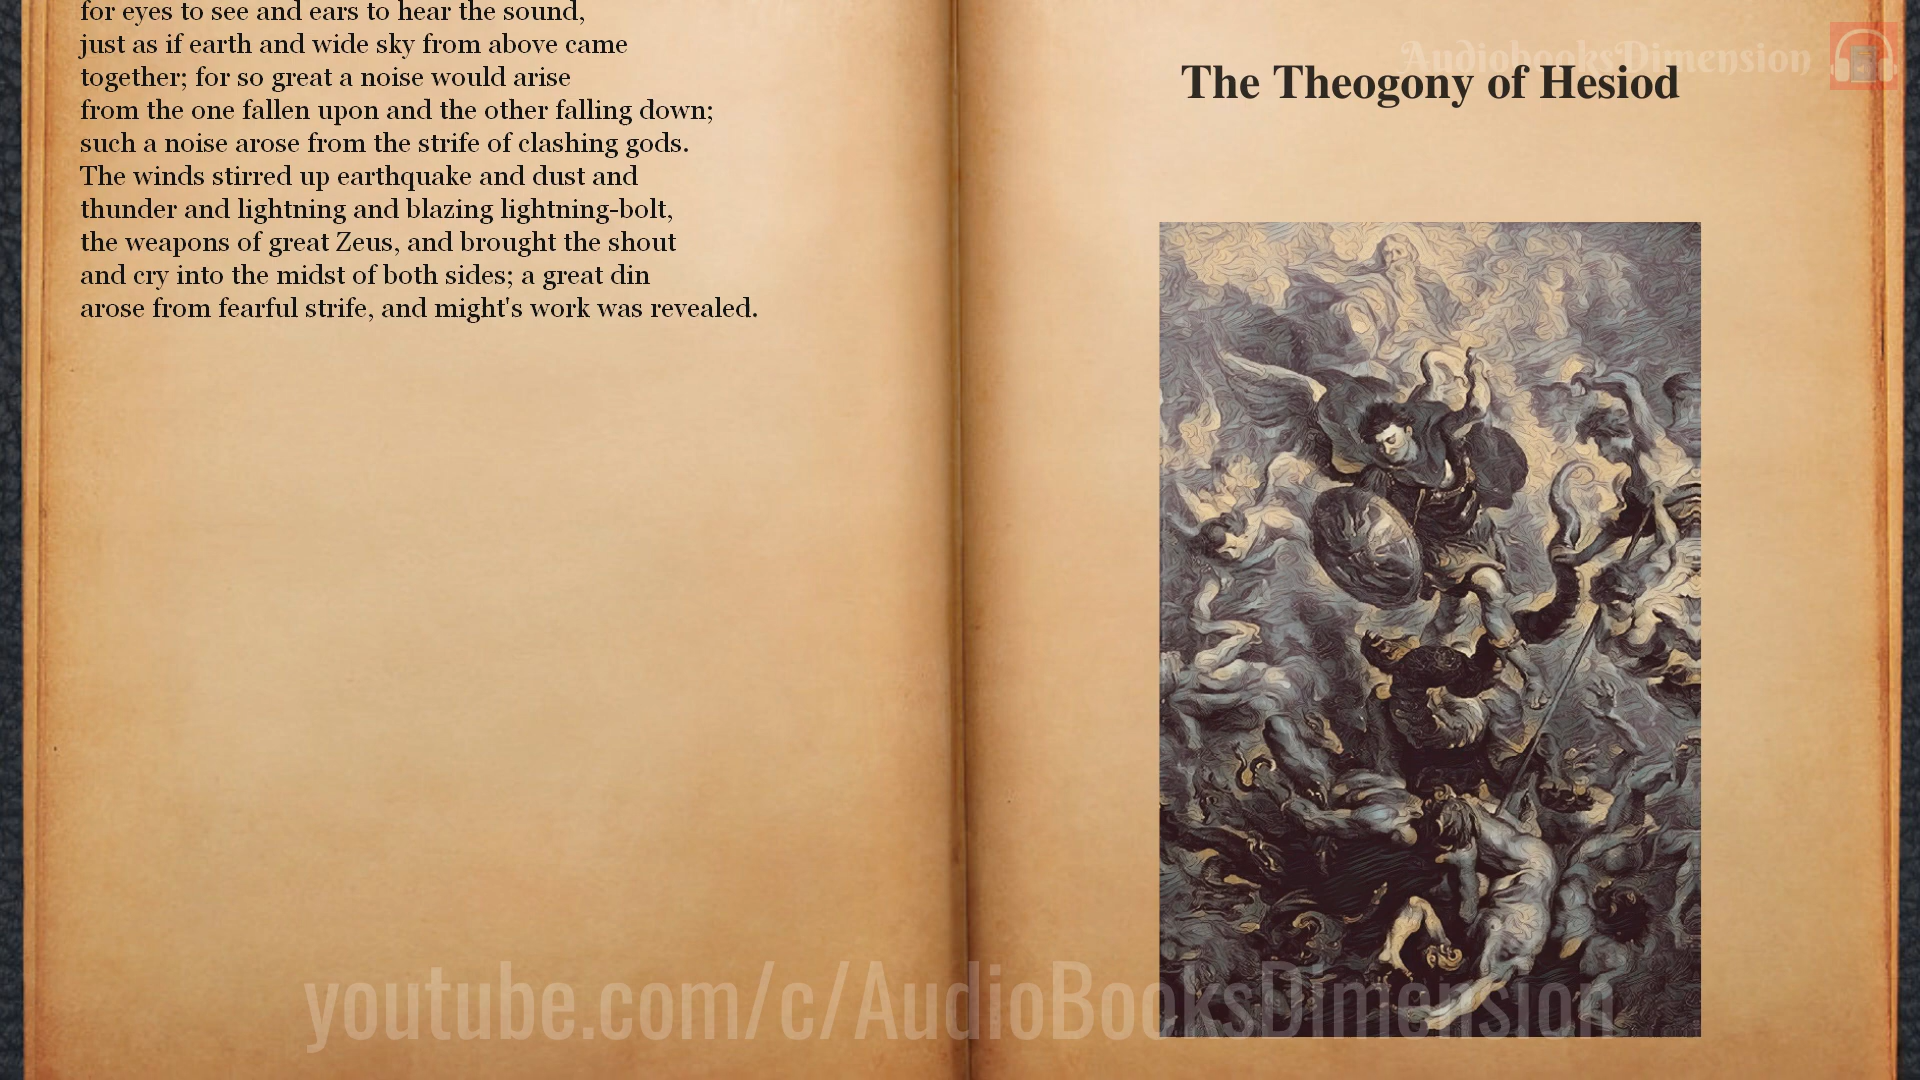 for eyes to see and ears to hear the sound,
just as if earth and wide sky from above came
together; for so great a noise would arise
from the one fallen upon and the other falling down;
such a noise arose from the strife of clashing gods.
The winds stirred up earthquake and dust and
thunder and lightning and blazing lightning-bolt,
the weapons of great Zeus, and brought the shout
and cry into the midst of both sides; a great din
arose from fearful strife, and might's work was revealed.
AudiobooksDimension
The Theogony of Hesiod
youtube.com/c/AudioBooksDimension